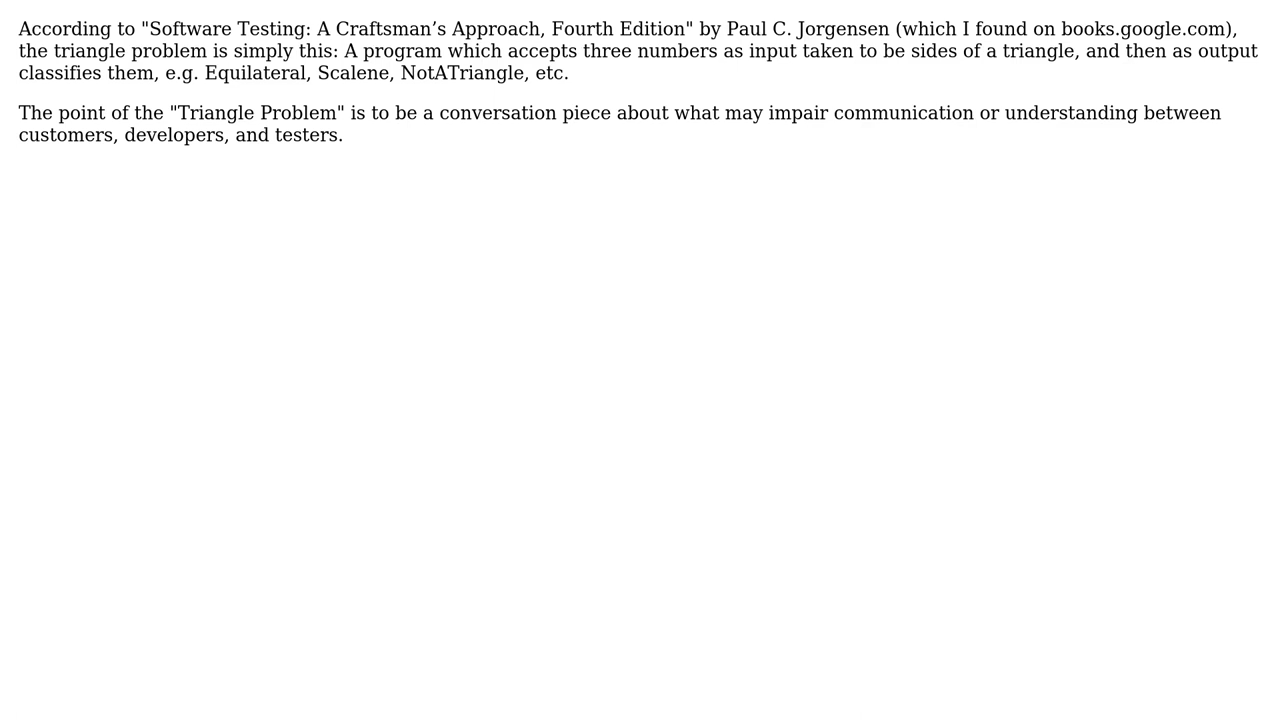 According to "Software Testing: A Craftsman’s Approach, Fourth Edition" by Paul C. Jorgensen (which I found on books.google.com),
the triangle problem is simply this: A program which accepts three numbers as input taken to be sides of a triangle, and then as output
classifies them, e.g. Equilateral, Scalene, NotATriangle, etc.
The point of the "Triangle Problem" is to be a conversation piece about what may impair communication or understanding between
customers, developers, and testers.